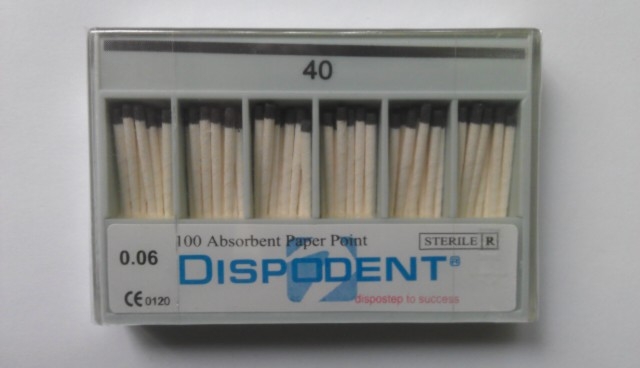 40
100 Absorbent Paper Point
STERILE R
0.06
DISPODENT®
CE 0120
dispostep to success